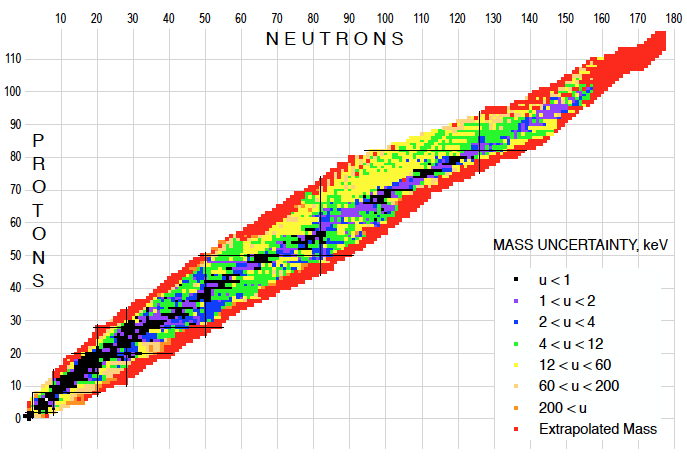 10 20 30 40 50 60 70 80 90 100 110 120 130 140 150 160 170 180
NEUTRONS
110
100
90
80
70
60
50
40
30
20
10
0
PROTONS
MASS UNCERTAINTY, keV
u < 1
1 < u < 2
2 < u < 4
4 < u < 12
12 < u < 60
60 < u < 200
200 < u
Extrapolated Mass